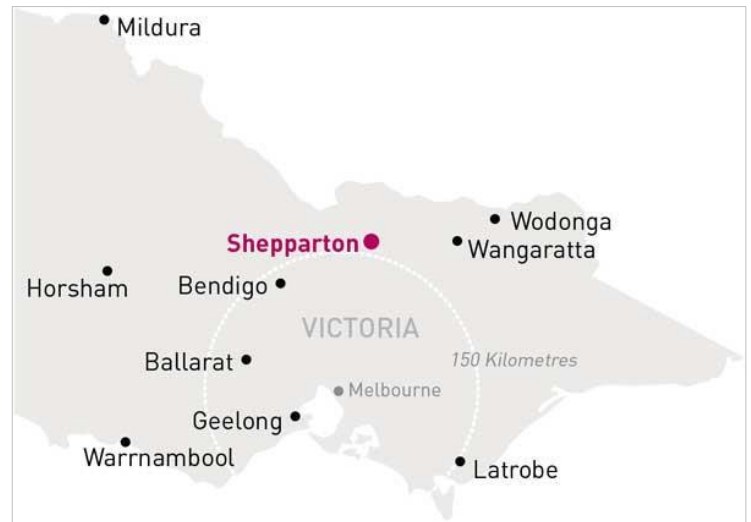 Mildura
Wodonga
Shepparton
Wangaratta
Horsham
Bendigo
VICTORIA
Ballarat
150 Kilometres
Melbourne
Geelong
Warrnambool
Latrobe